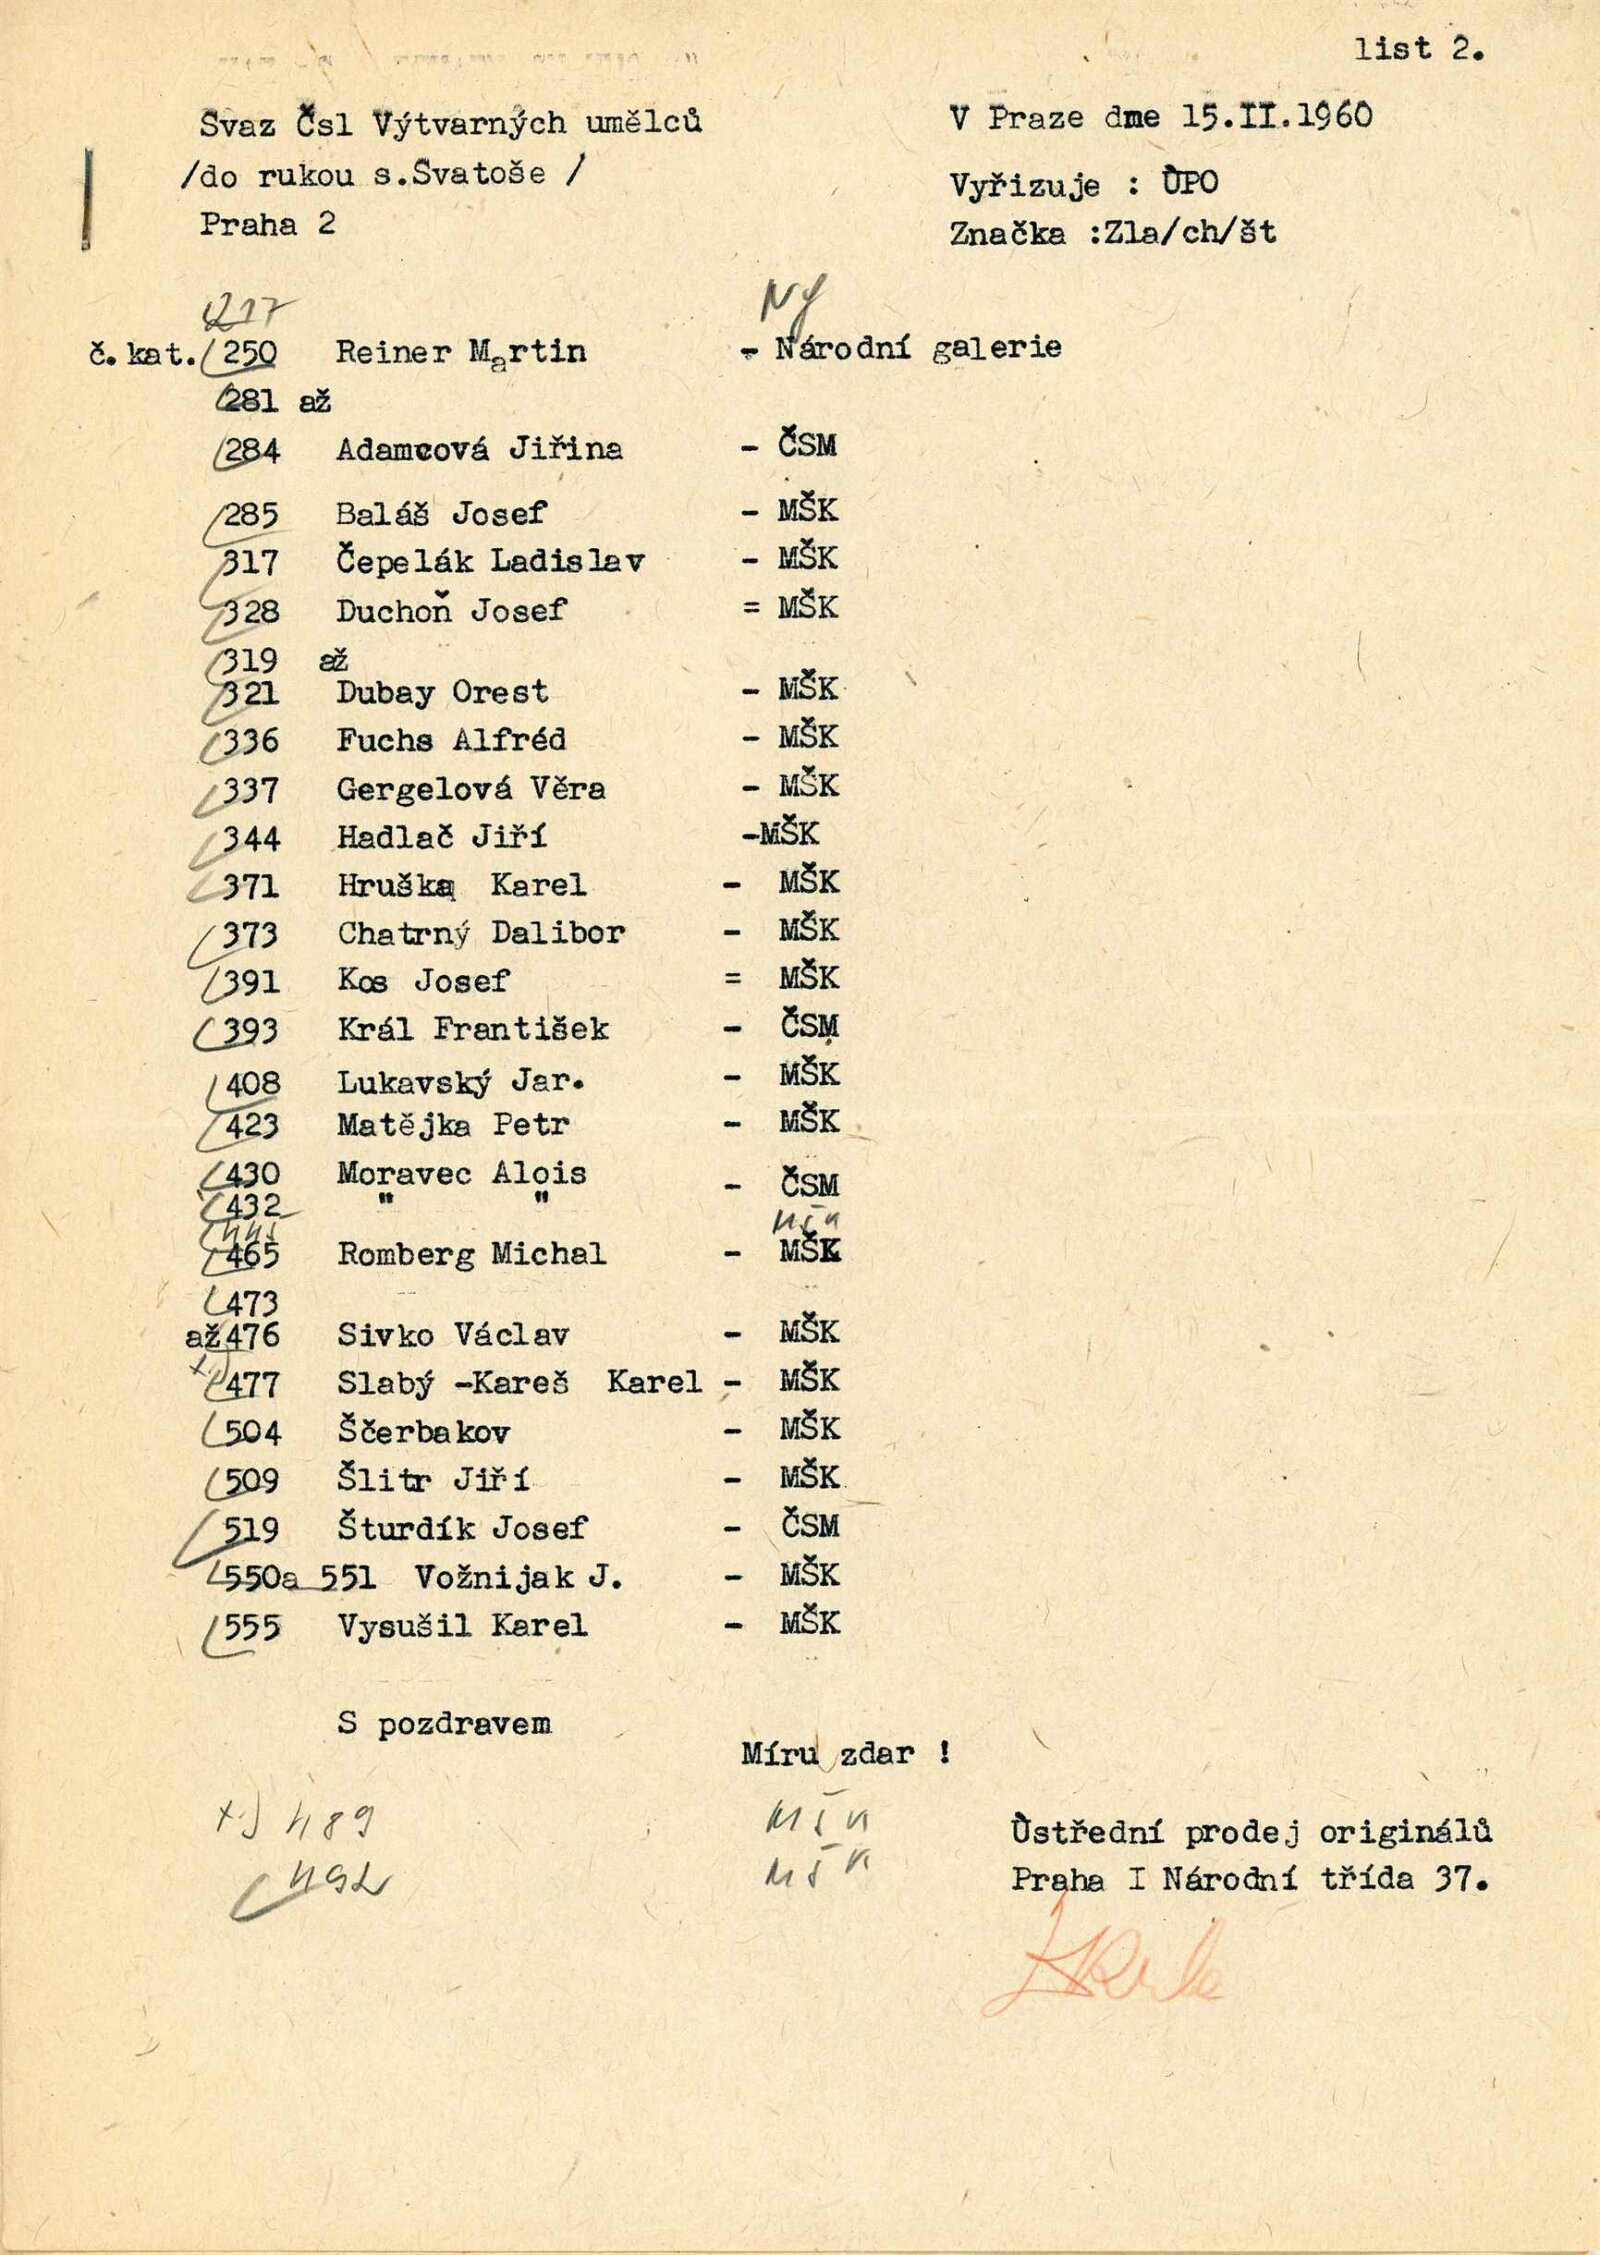 list 2.
Svaz Čsl Výtvarných umělců
/do rukou s.Svatoše /
Praha 2
V Praze dne 15.II.1960
Vyřizuje : ÚPO
Značka :Zla/ch/št
217 NG
č.kat. 250 Reiner Martin - Národní galerie
281 až
284 Adamcová Jiřina - ČSM
285 Baláš Josef - MŠK
317 Čepelák Ladislav - MŠK
328 Duchoň Josef = MŠK
319 až
321 Dubay Orest - MŠK
336 Fuchs Alfréd - MŠK
337 Gergelová Věra - MŠK
344 Hadlač Jiří -MŠK
371 Hruška Karel - MŠK
373 Chatrný Dalibor - MŠK
391 Kos Josef = MŠK
393 Král František - ČSM
408 Lukavský Jar. - MŠK
423 Matějka Petr - MŠK
430 Moravec Alois - ČSM
432 " "
MŠK
465 Romberg Michal - MŠK
473
až 476 Sivko Václav - MŠK
x) 477 Slabý -Kareš Karel - MŠK
504 Ščerbakov - MŠK
509 Šlitr Jiří - MŠK
519 Šturdík Josef - ČSM
550a 551 Vožnijak J. - MŠK
555 Vysušil Karel - MŠK
S pozdravem
Míru zdar !
x) 489 MŠK
492 MŠK
Ústřední prodej originálů
Praha I Národní třída 37.